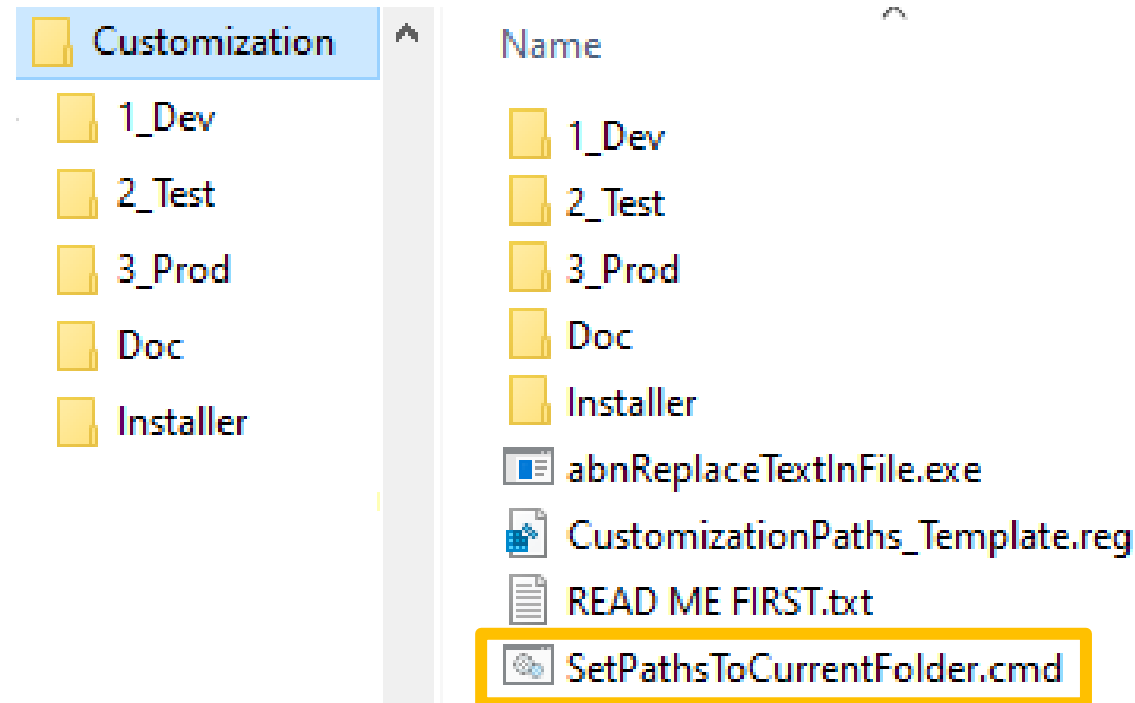 Customization
1_Dev
2_Test
3_Prod
Doc
Installer
Name
1_Dev
2_Test
3_Prod
Doc
Installer
abnReplaceTextInFile.exe
CustomizationPaths_Template.reg
READ ME FIRST.txt
SetPathsToCurrentFolder.cmd